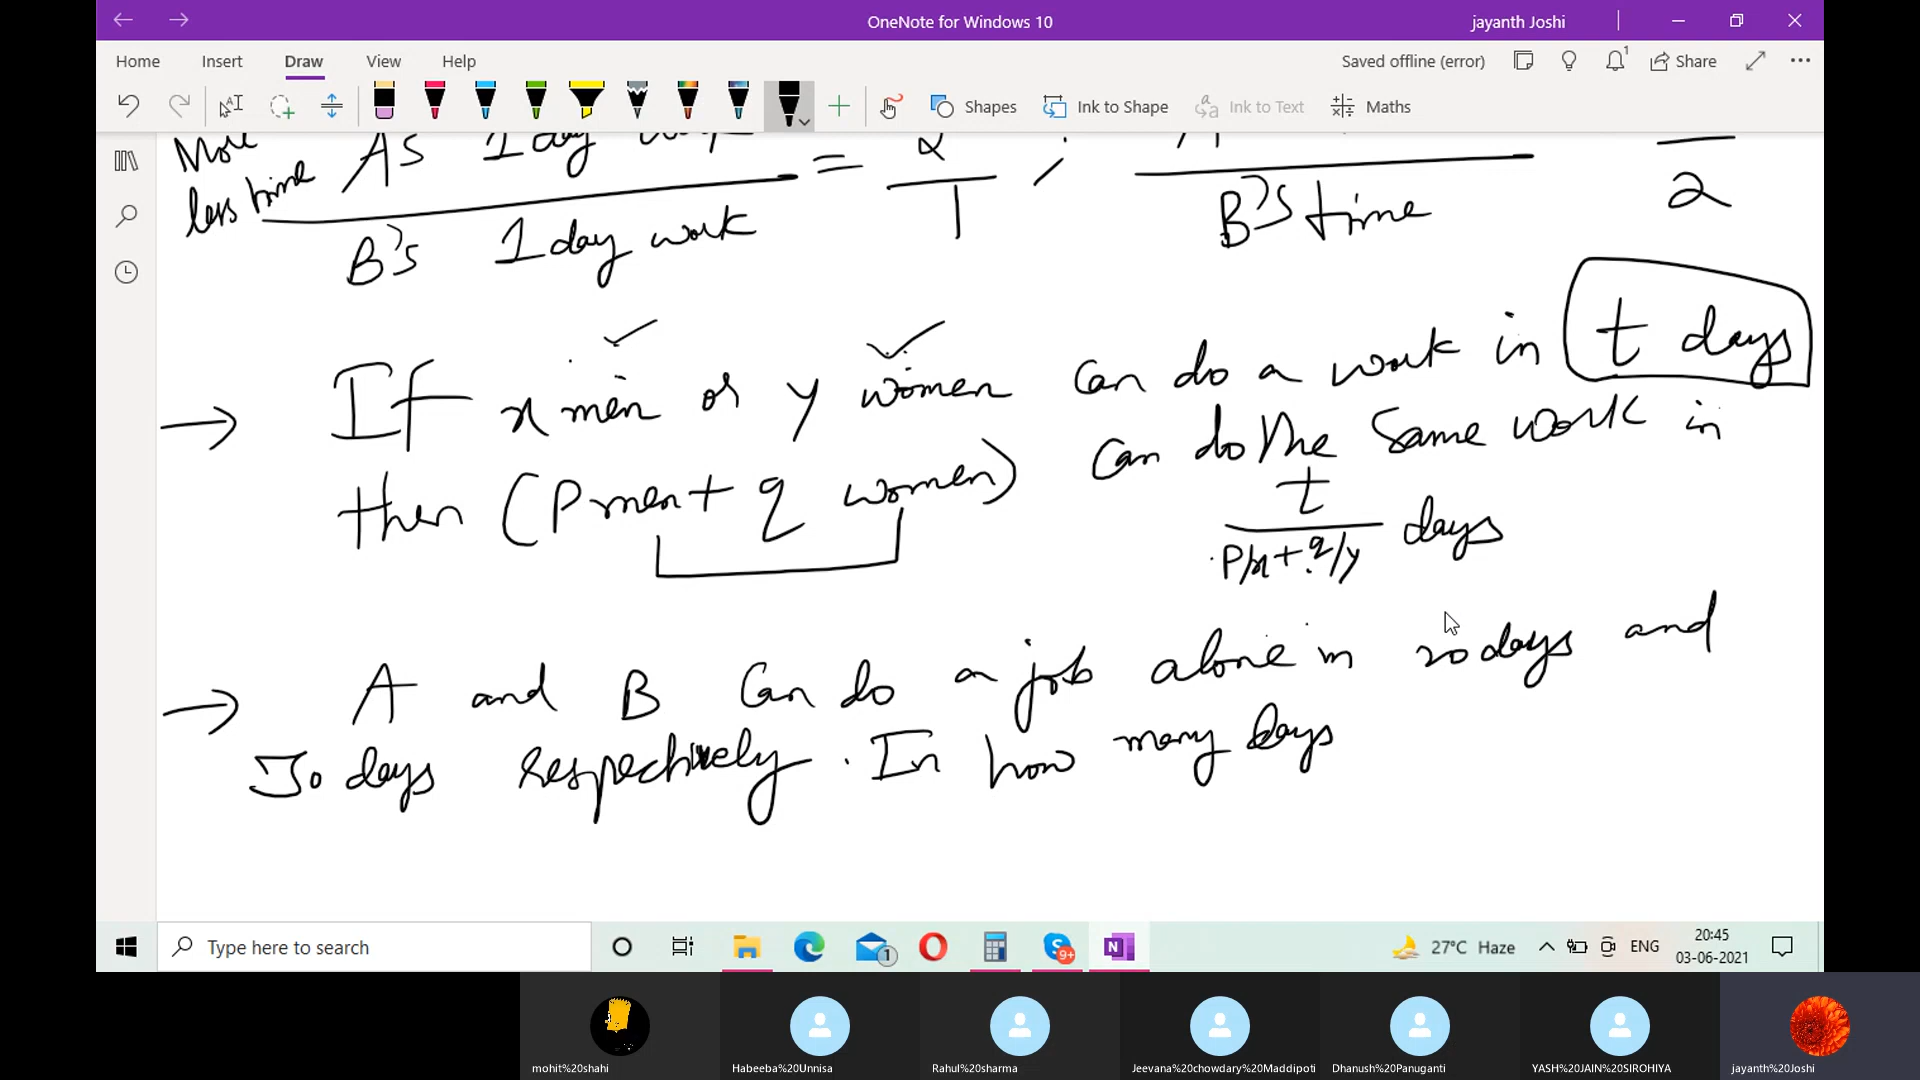 OneNote for Windows 10
jayanth Joshi
Home Insert Draw View Help
Saved offline (error)
1
Share
Shapes
Ink to Shape
Ink to Text
Maths
More
less time
A's 1 day
B's 1 day work
=
2
1
;
B's time
2
→ If x men or y women can do a work in t days
then (P men + q women) can do the same work in
t
P/x + q/y
days
→ A and B can do a job alone in 20 days and
30 days respectively. In how many days
Type here to search
1
9+
N
27°C Haze
ENG
20:45
03-06-2021
mohit%20shahi
Habeeba%20Unnisa
Rahul%20sharma
Jeevana%20chowdary%20Maddipoti
Dhanush%20Panuganti
YASH%20JAIN%20SIROHIYA
jayanth%20Joshi